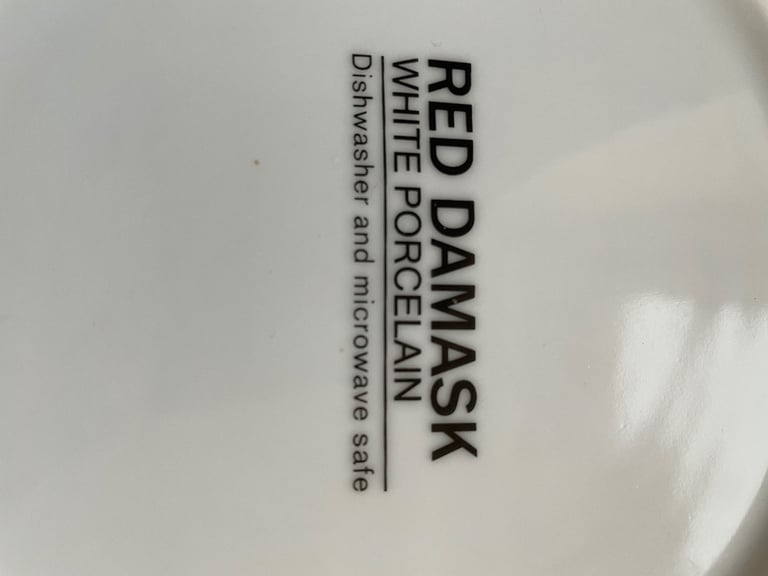 RED DAMASK
WHITE PORCELAIN
Dishwasher and microwave safe